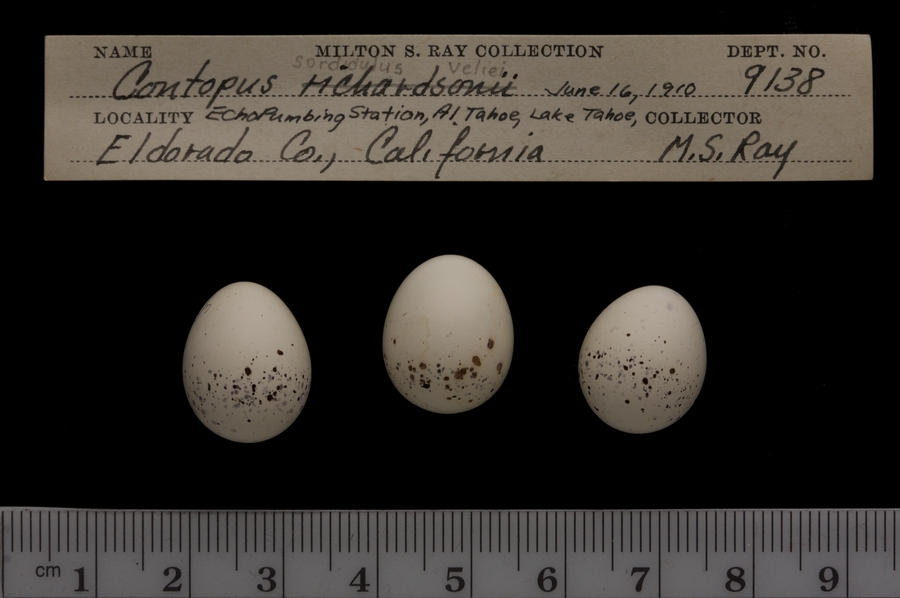 NAME MILTON S. RAY COLLECTION DEPT. NO.
sordidulus Veliei
Contopus richardsonii June 16, 1910 9138
LOCALITY Echo Pumbing Station, Al Tahoe, Lake Tahoe, COLLECTOR
Eldorado Co., California M.S. Ray
cm 1 2 3 4 5 6 7 8 9